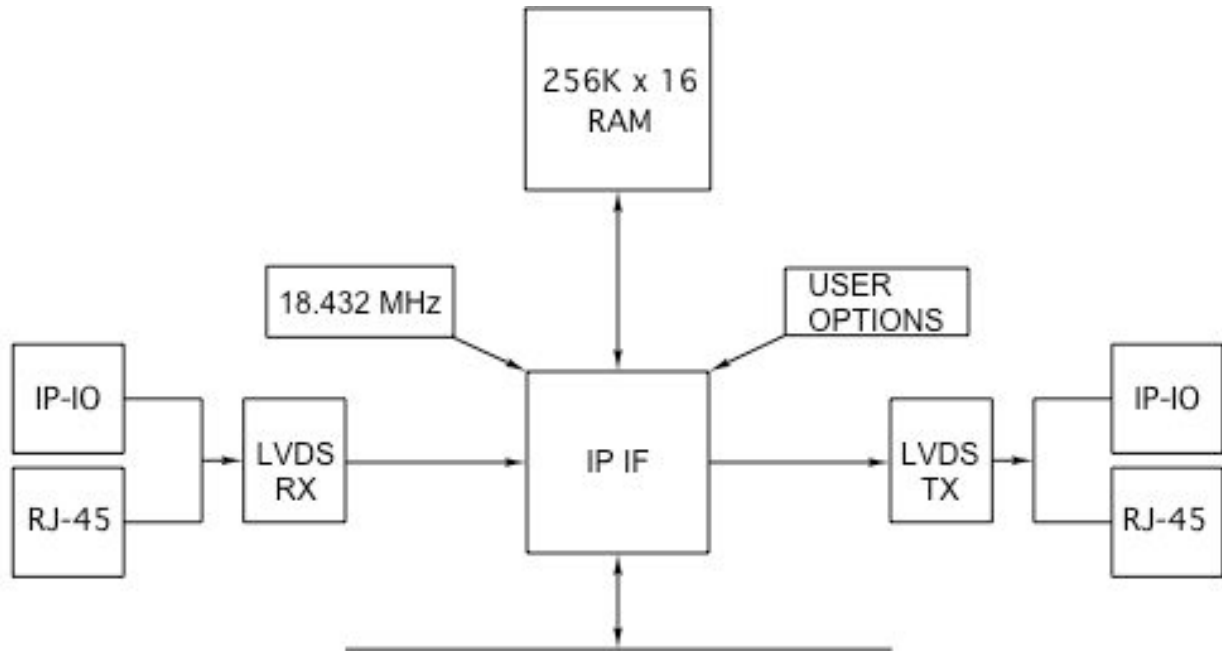 256K x 16
RAM
18.432 MHz
USER
OPTIONS
IP-IO
RJ-45
LVDS
RX
IP IF
LVDS
TX
IP-IO
RJ-45